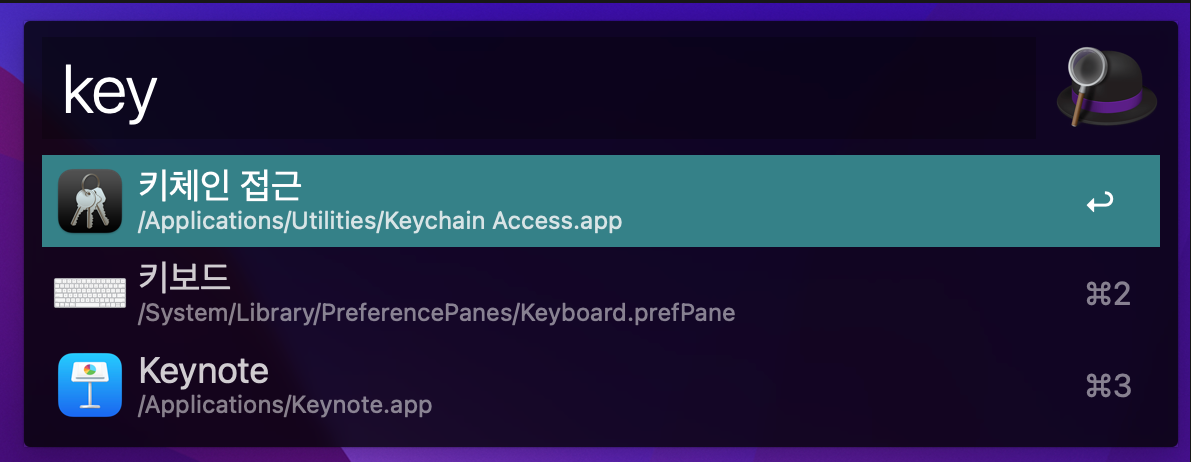 key
키체인 접근
/Applications/Utilities/Keychain Access.app
키보드
/System/Library/PreferencePanes/Keyboard.prefPane
⌘2
Keynote
/Applications/Keynote.app
⌘3